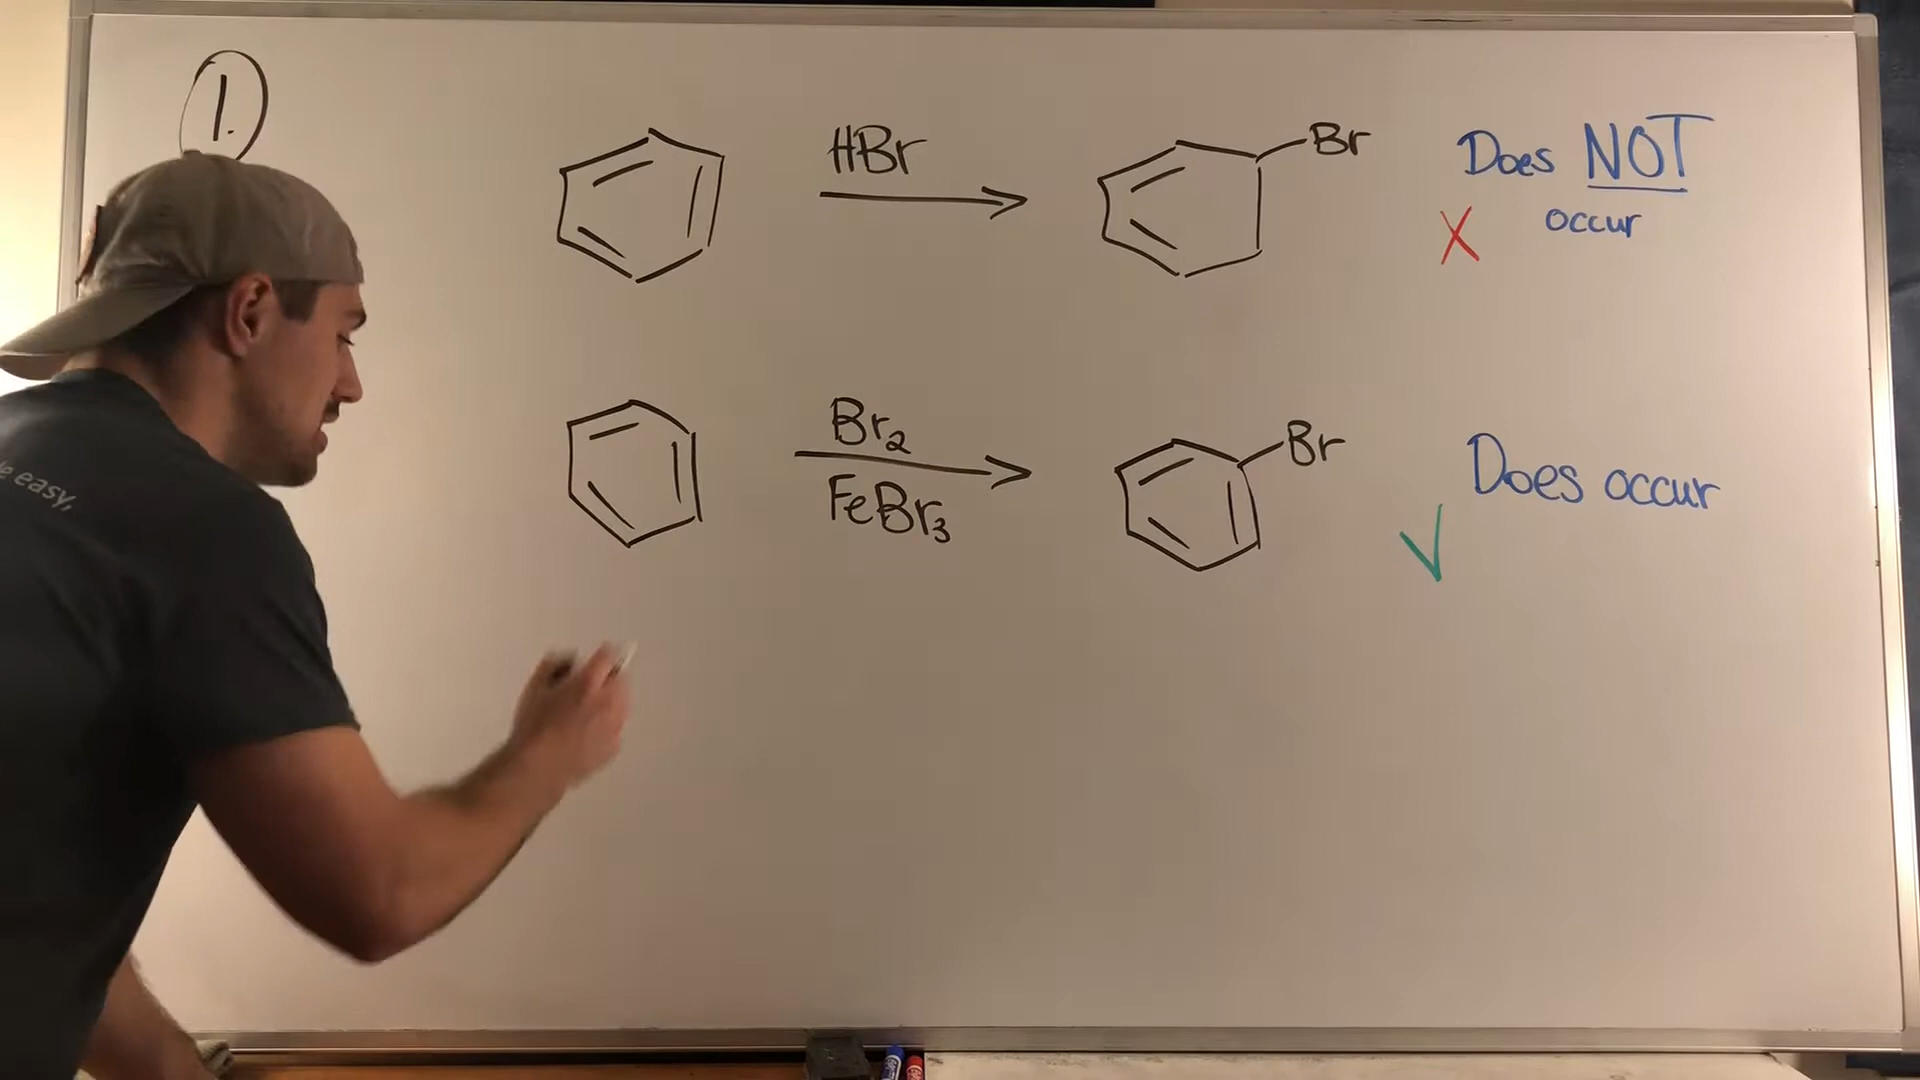 1.
HBr
Br
Does NOT
occur
X
Br2
FeBr3
Br
Does occur
easy,